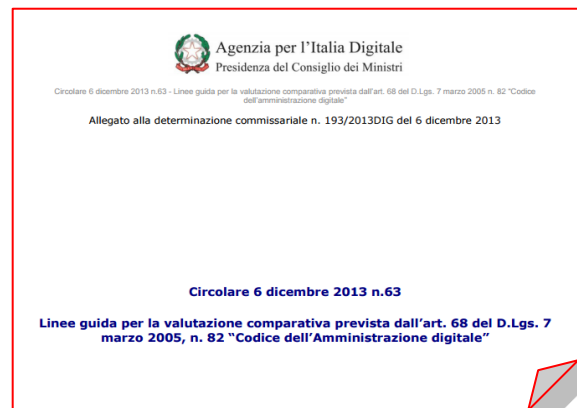 Agenzia per l'Italia Digitale
Presidenza del Consiglio dei Ministri
Circolare 6 dicembre 2013 n.63 - Linee guida per la valutazione comparativa prevista dall'art. 68 del D.Lgs. 7 marzo 2005 n. 82 "Codice
dell'amministrazione digitale"
Allegato alla determinazione commissariale n. 193/2013DIG del 6 dicembre 2013
Circolare 6 dicembre 2013 n.63
Linee guida per la valutazione comparativa prevista dall'art. 68 del D.Lgs. 7
marzo 2005, n. 82 “Codice dell'Amministrazione digitale”